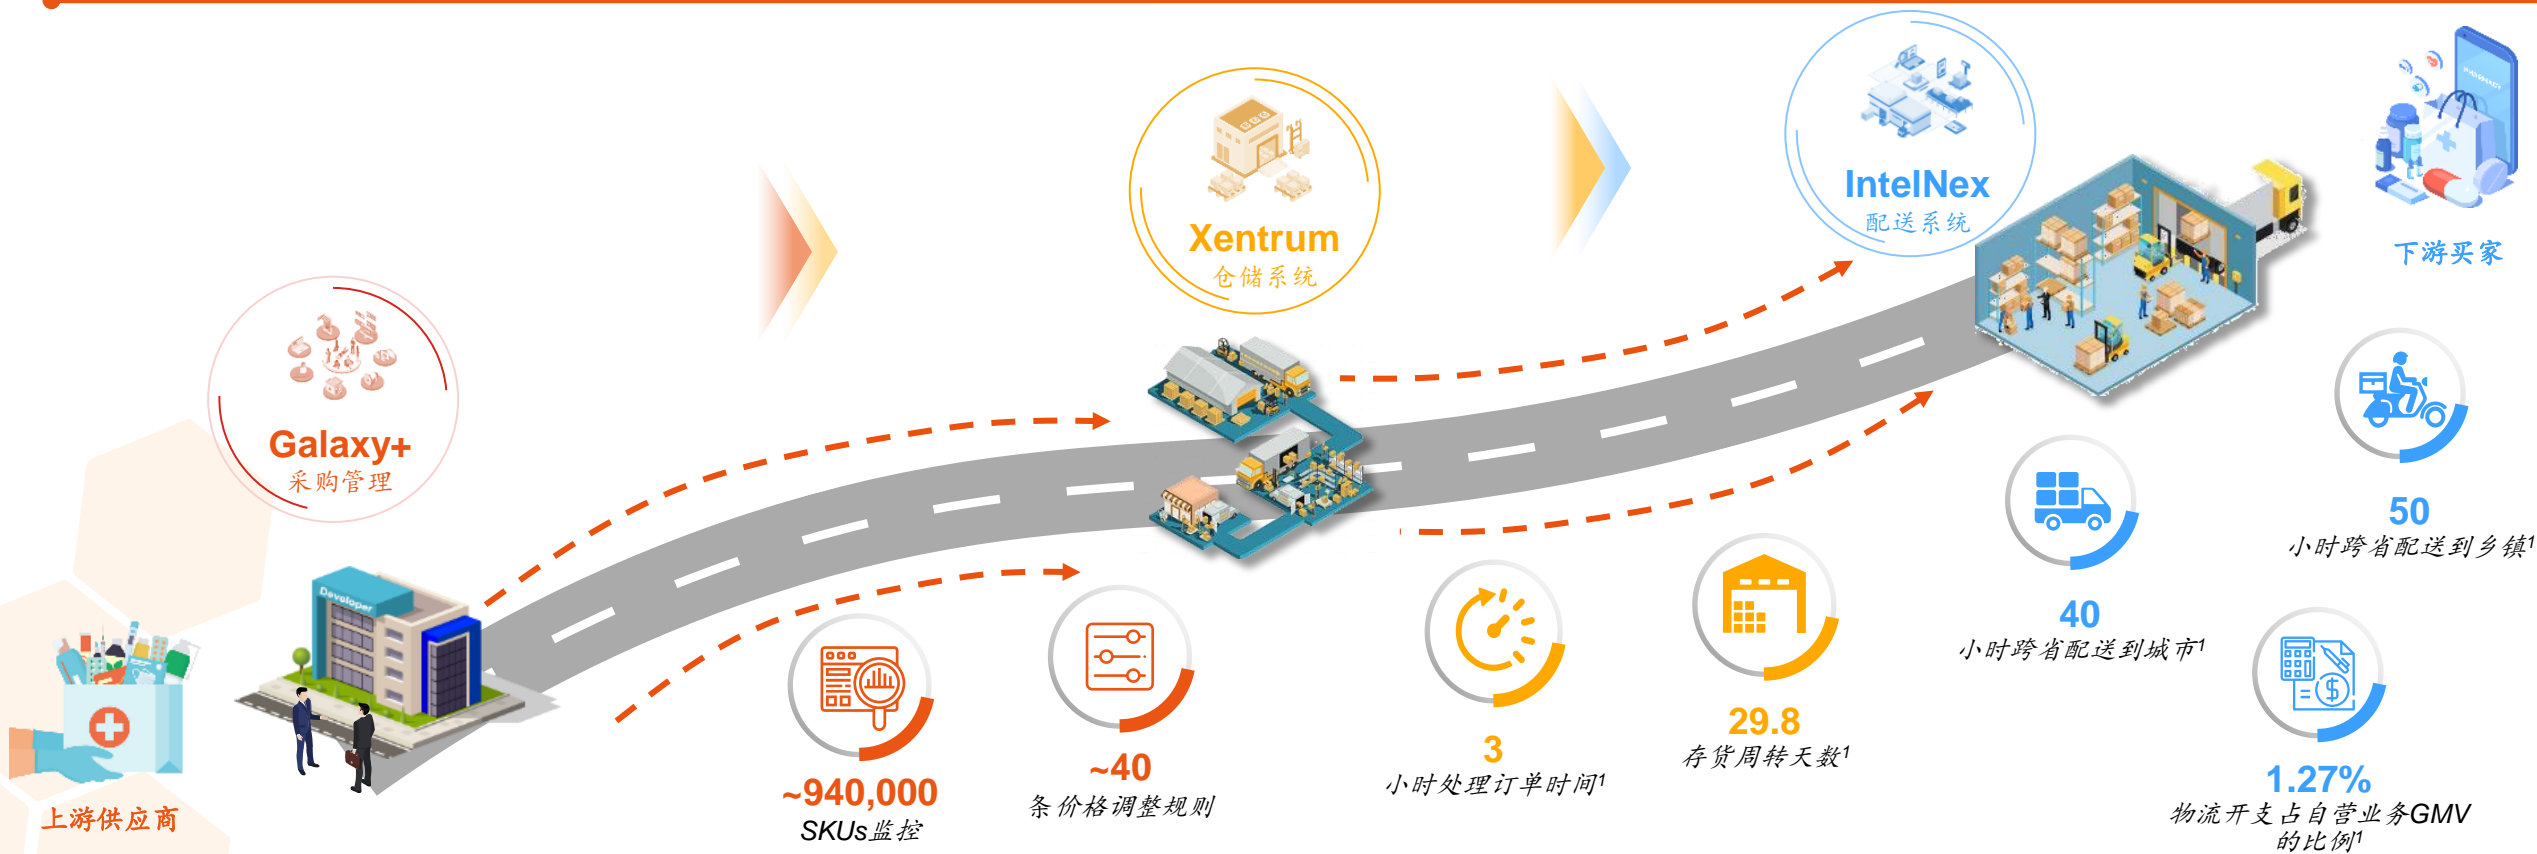 Galaxy+
采购管理
Xentrum
仓储系统
IntelNex
配送系统
下游买家
Developer
上游供应商
~940,000
SKUs监控
~40
条价格调整规则
3
小时处理订单时间1
29.8
存货周转天数1
40
小时跨省配送到城市1
50
小时跨省配送到乡镇1
1.27%
物流开支占自营业务GMV
的比例1